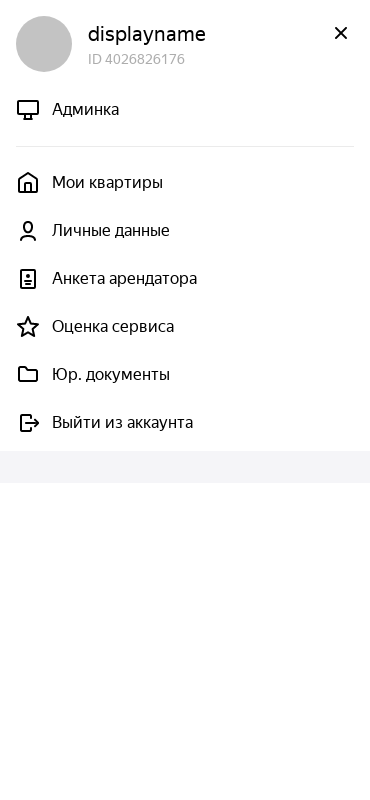 displayname
ID 4026826176
Админка
Мои квартиры
Личные данные
Анкета арендатора
Оценка сервиса
Юр. документы
Выйти из аккаунта